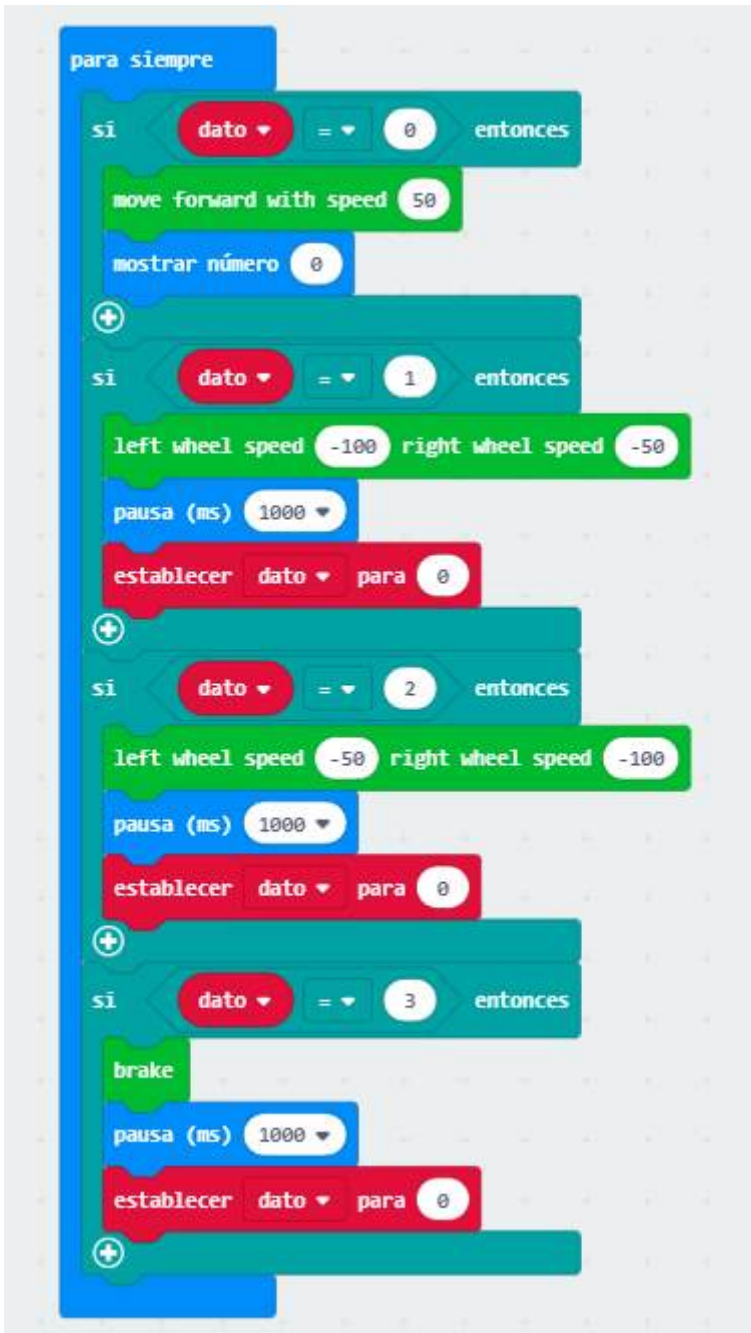 para siempre
si dato = 0 entonces
move forward with speed 50
mostrar número 0
si dato = 1 entonces
left wheel speed -100 right wheel speed -50
pausa (ms) 1000
establecer dato para 0
si dato = 2 entonces
left wheel speed -50 right wheel speed -100
pausa (ms) 1000
establecer dato para 0
si dato = 3 entonces
brake
pausa (ms) 1000
establecer dato para 0